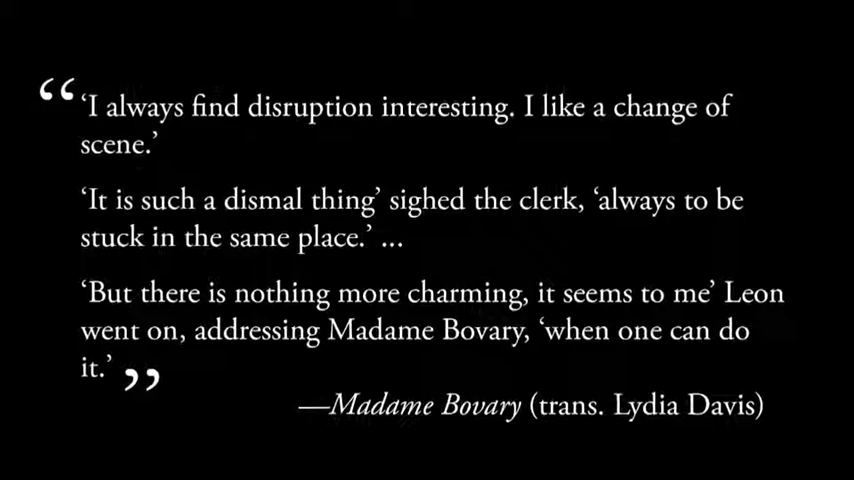 “‘I always find disruption interesting. I like a change of
scene.’
‘It is such a dismal thing’ sighed the clerk, ‘always to be
stuck in the same place.’ ...
‘But there is nothing more charming, it seems to me’ Leon
went on, addressing Madame Bovary, ‘when one can do
it.’ ”
—Madame Bovary (trans. Lydia Davis)